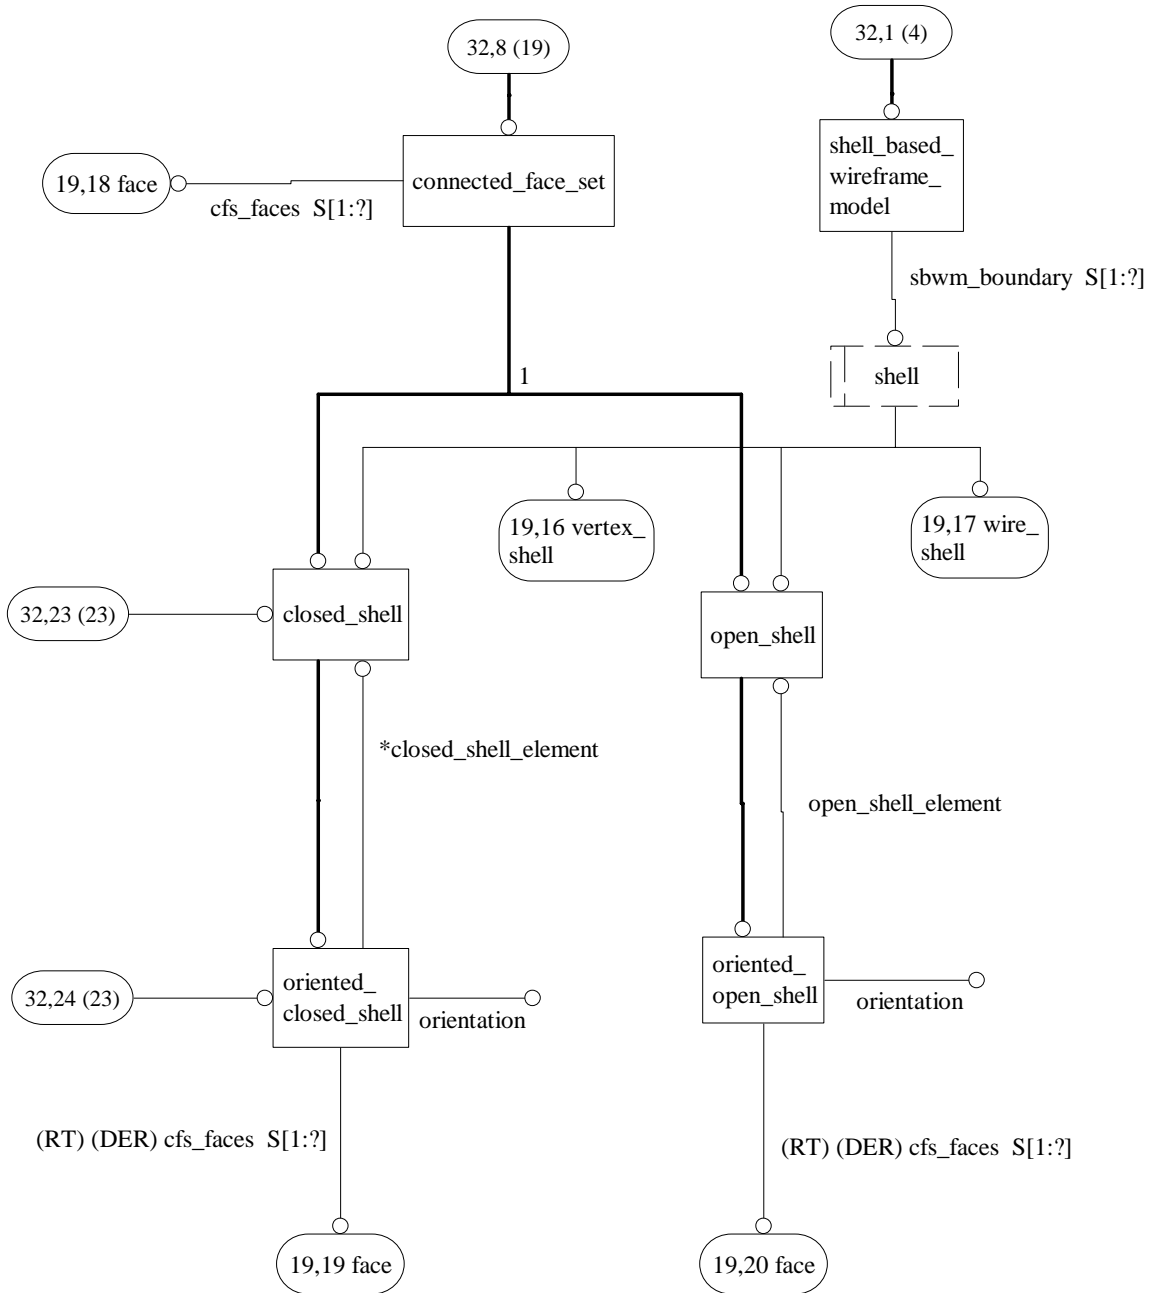 32,8 (19)
32,1 (4)
shell_based_
wireframe_
model
19,18 face
connected_face_set
cfs_faces  S[1:?]
sbwm_boundary  S[1:?]
1
shell
19,16 vertex_
shell
19,17 wire_
shell
32,23 (23)
closed_shell
open_shell
*closed_shell_element
open_shell_element
32,24 (23)
oriented_
closed_shell
orientation
oriented_
open_shell
orientation
(RT) (DER) cfs_faces  S[1:?]
(RT) (DER) cfs_faces  S[1:?]
19,19 face
19,20 face